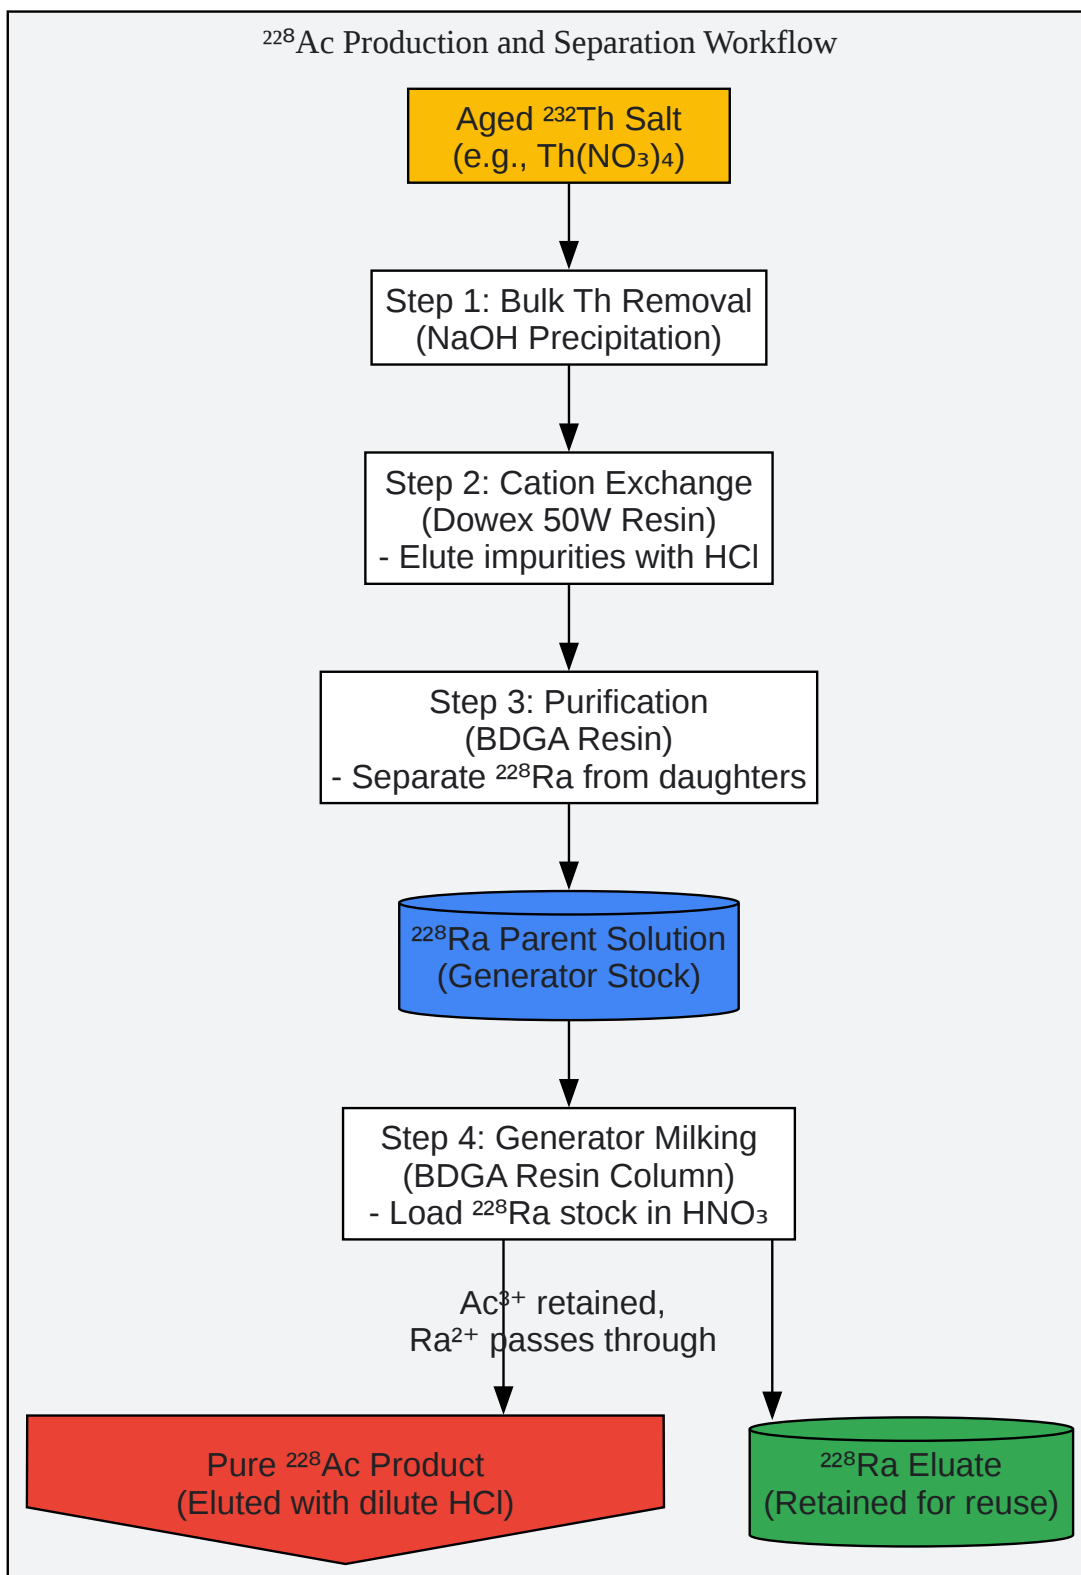 ²²⁸Ac Production and Separation Workflow
Aged ²³²Th Salt
(e.g., Th(NO₃)₄)
Step 1: Bulk Th Removal
(NaOH Precipitation)
Step 2: Cation Exchange
(Dowex 50W Resin)
- Elute impurities with HCl
Step 3: Purification
(BDGA Resin)
- Separate ²²⁸Ra from daughters
²²⁸Ra Parent Solution
(Generator Stock)
Step 4: Generator Milking
(BDGA Resin Column)
- Load ²²⁸Ra stock in HNO₃
Ac³⁺ retained,
Ra²⁺ passes through
Pure ²²⁸Ac Product
(Eluted with dilute HCl)
²²⁸Ra Eluate
(Retained for reuse)